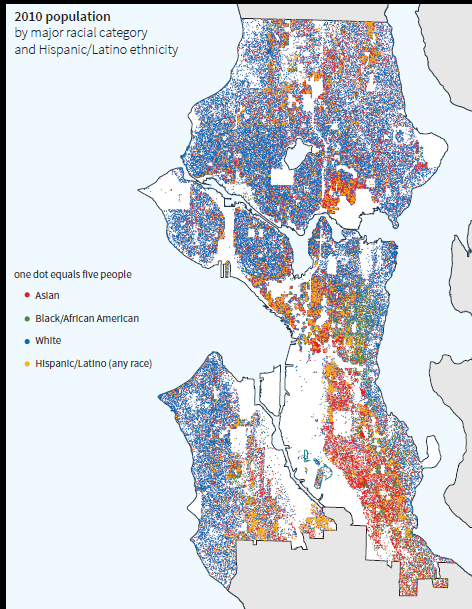 2010 population
by major racial category
and Hispanic/Latino ethnicity
one dot equals five people
Asian
Black/African American
White
Hispanic/Latino (any race)